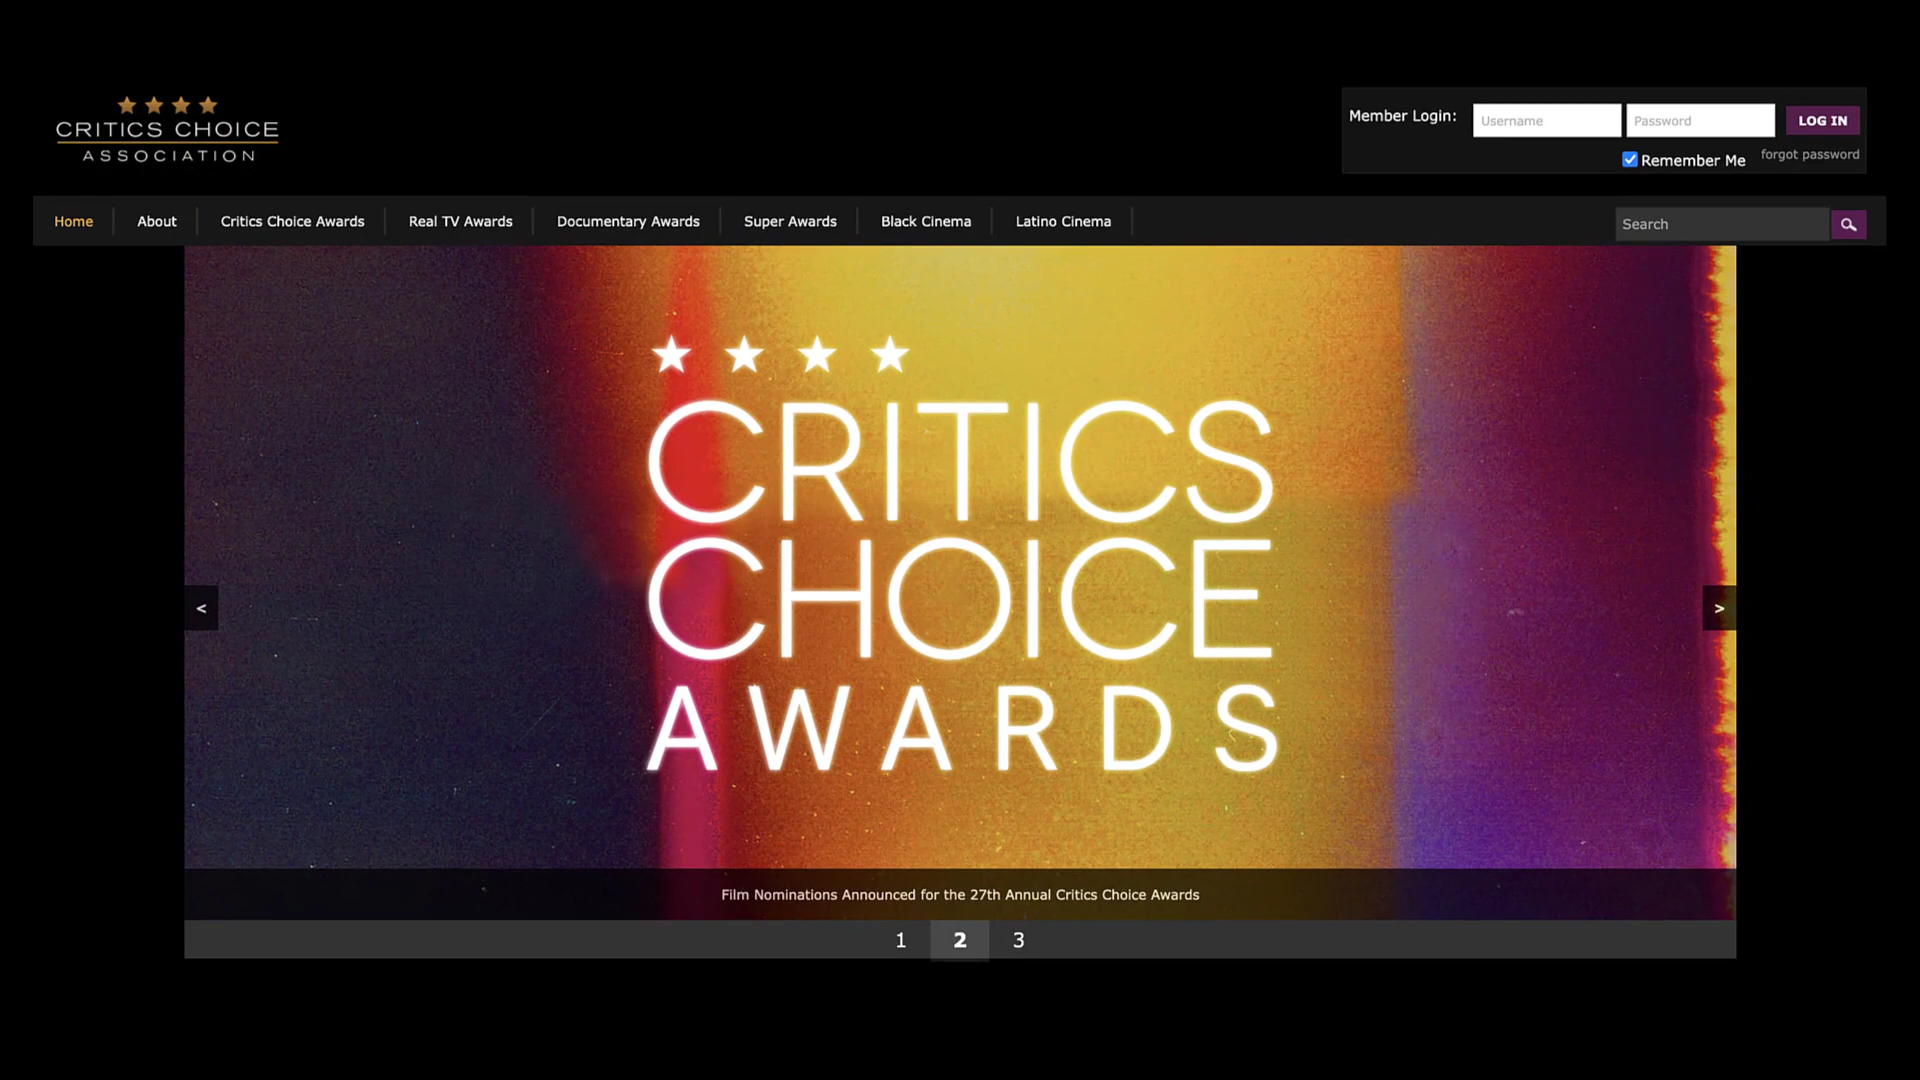 CRITICS CHOICE
ASSOCIATION
Member Login:
Username
Password
LOG IN
Remember Me
forgot password
Home
About
Critics Choice Awards
Real TV Awards
Documentary Awards
Super Awards
Black Cinema
Latino Cinema
Search
CRITICS
CHOICE
AWARDS
<
>
Film Nominations Announced for the 27th Annual Critics Choice Awards
1 2 3